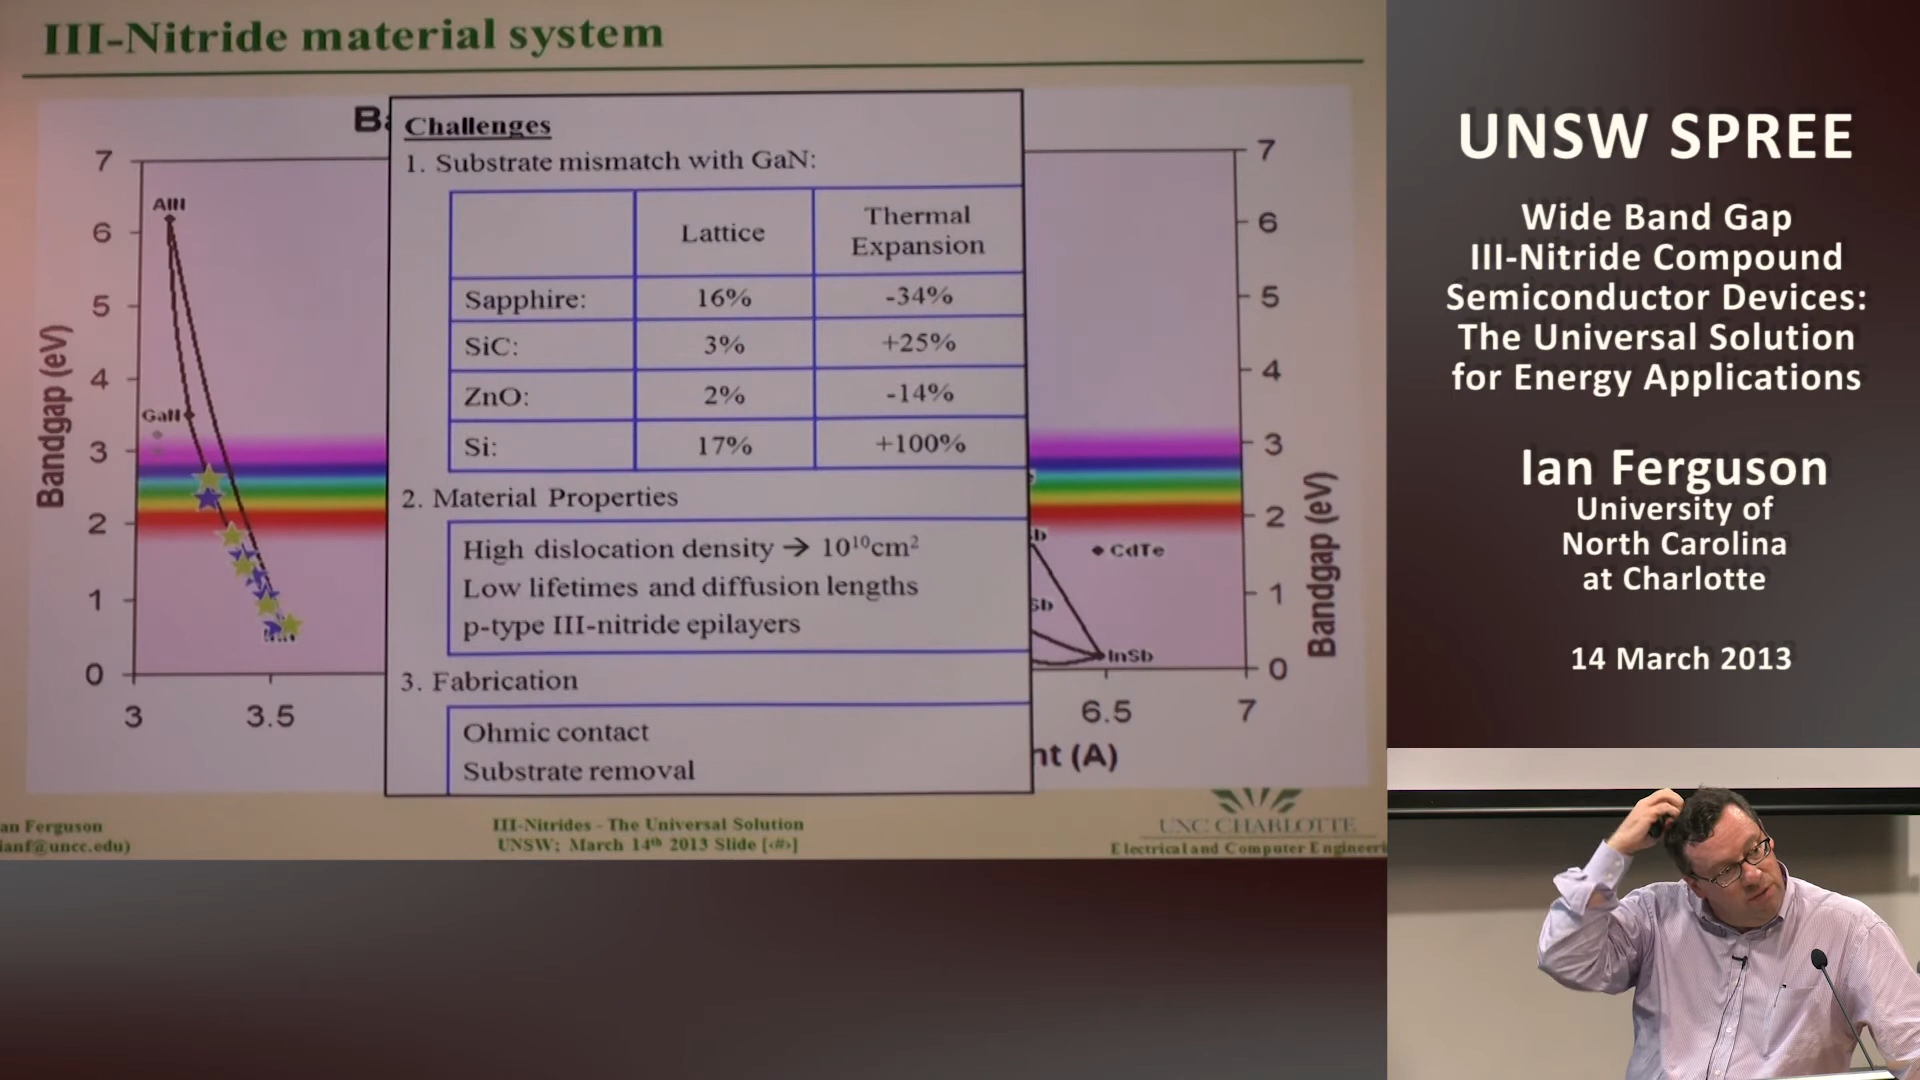 III-Nitride material system
Challenges
1. Substrate mismatch with GaN:
Lattice
Thermal
Expansion
Sapphire: 16% -34%
SiC: 3% +25%
ZnO: 2% -14%
Si: 17% +100%
2. Material Properties
High dislocation density → 10¹⁰cm²
Low lifetimes and diffusion lengths
p-type III-nitride epilayers
3. Fabrication
Ohmic contact
Substrate removal
Bandgap (eV)
7
6
5
4
3
2
1
0
AlN
GaN
3
3.5
7
6
5
4
3
2
1
0
Bandgap (eV)
CdTe
InSb
6.5
7
nt (A)
an Ferguson
ianf@uncc.edu)
III-Nitrides - The Universal Solution
UNSW: March 14th 2013 Slide [‹#›]
UNC CHARLOTTE
Electrical and Computer Engineeri
UNSW SPREE
Wide Band Gap
III-Nitride Compound
Semiconductor Devices:
The Universal Solution
for Energy Applications
Ian Ferguson
University of
North Carolina
at Charlotte
14 March 2013